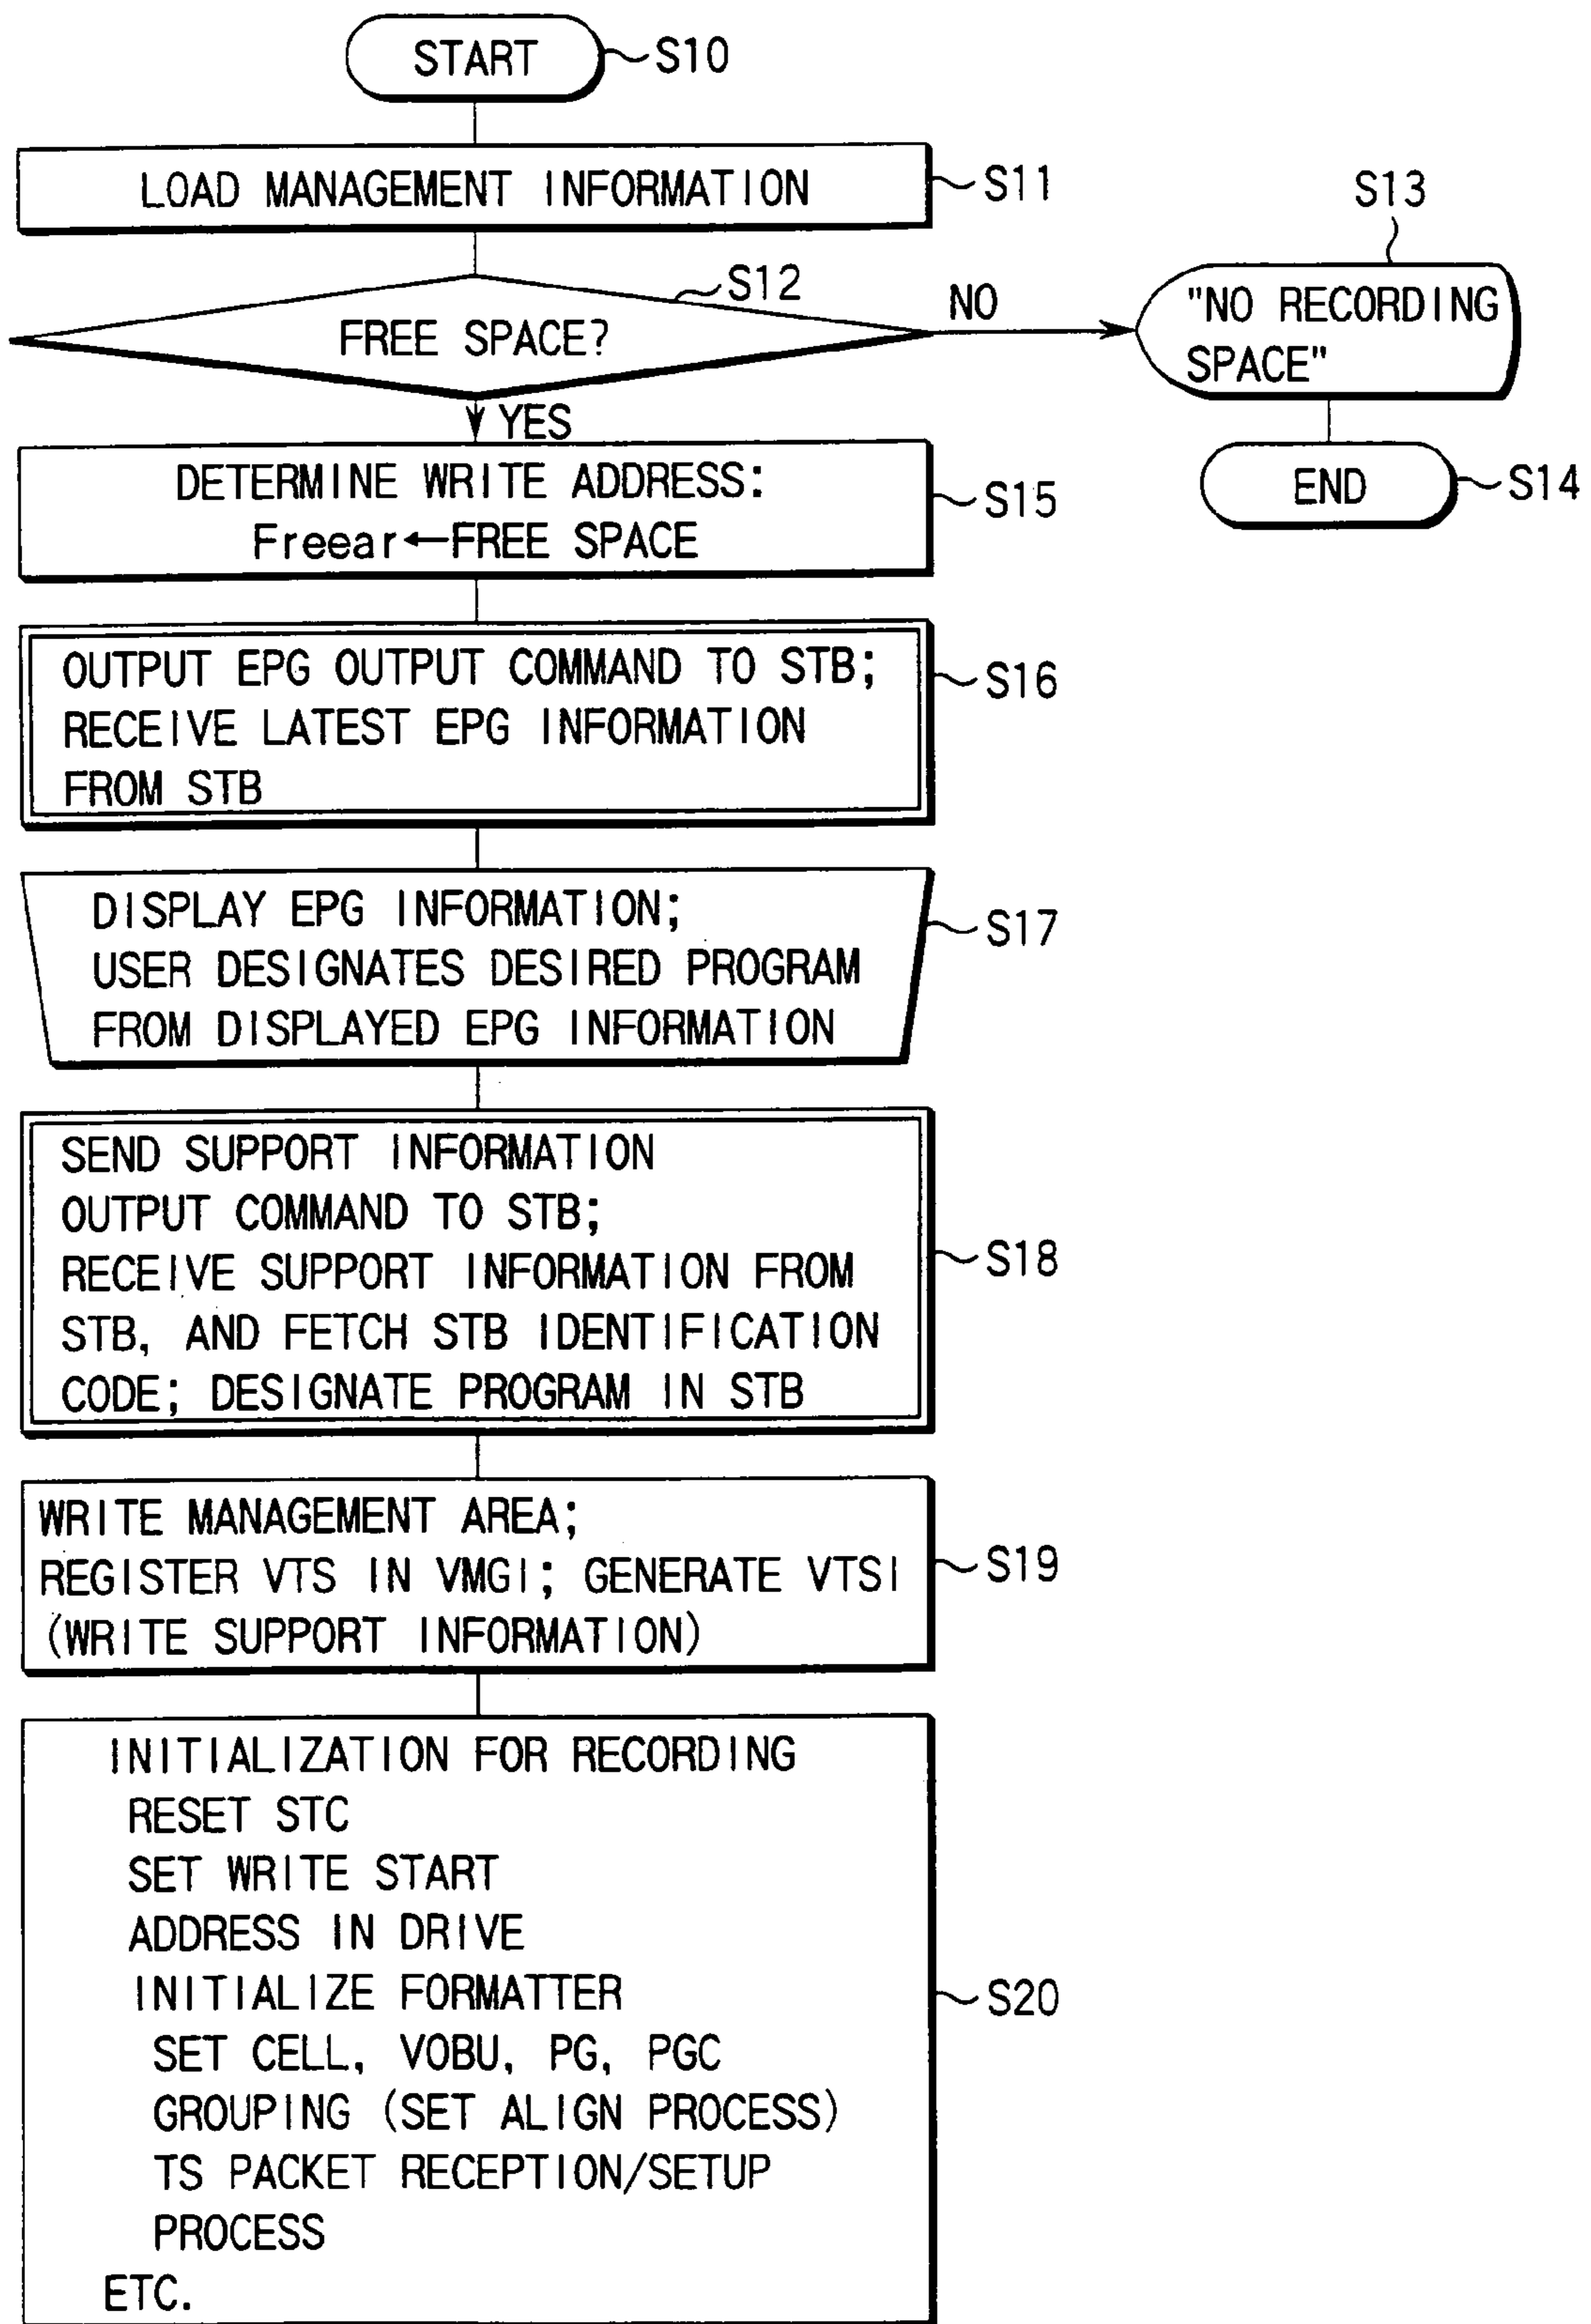 START
S10
LOAD MANAGEMENT INFORMATION
S11
S12
FREE SPACE?
NO
S13
"NO RECORDING
SPACE"
END
S14
YES
DETERMINE WRITE ADDRESS:
Freear←FREE SPACE
S15
OUTPUT EPG OUTPUT COMMAND TO STB;
RECEIVE LATEST EPG INFORMATION
FROM STB
S16
DISPLAY EPG INFORMATION;
USER DESIGNATES DESIRED PROGRAM
FROM DISPLAYED EPG INFORMATION
S17
SEND SUPPORT INFORMATION
OUTPUT COMMAND TO STB;
RECEIVE SUPPORT INFORMATION FROM
STB, AND FETCH STB IDENTIFICATION
CODE; DESIGNATE PROGRAM IN STB
S18
WRITE MANAGEMENT AREA;
REGISTER VTS IN VMGI; GENERATE VTSI
(WRITE SUPPORT INFORMATION)
S19
INITIALIZATION FOR RECORDING
RESET STC
SET WRITE START
ADDRESS IN DRIVE
INITIALIZE FORMATTER
SET CELL, VOBU, PG, PGC
GROUPING (SET ALIGN PROCESS)
TS PACKET RECEPTION/SETUP
PROCESS
ETC.
S20